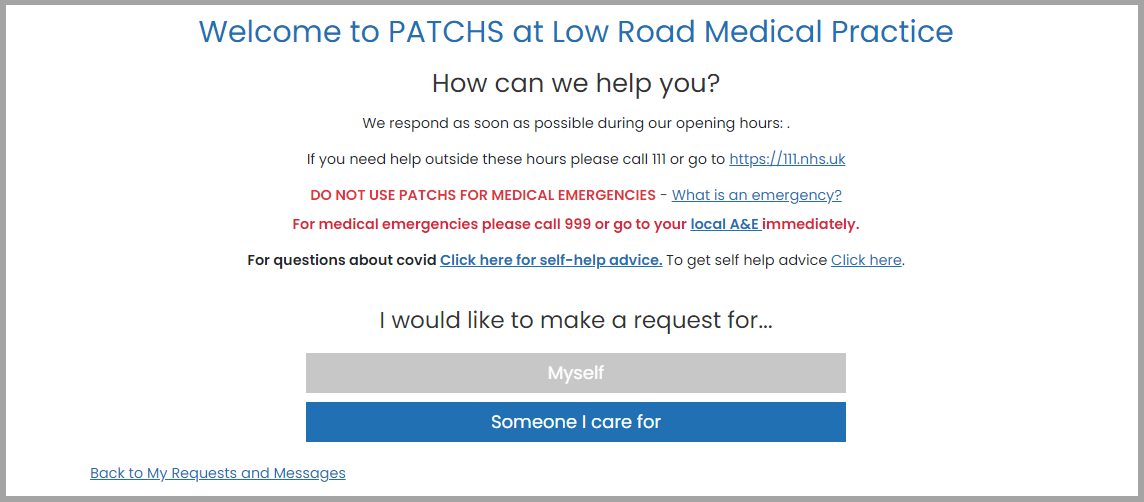 Welcome to PATCHS at Low Road Medical Practice
How can we help you?
We respond as soon as possible during our opening hours: .
If you need help outside these hours please call 111 or go to https://111.nhs.uk
DO NOT USE PATCHS FOR MEDICAL EMERGENCIES - What is an emergency?
For medical emergencies please call 999 or go to your local A&E immediately.
For questions about covid Click here for self-help advice. To get self help advice Click here.
I would like to make a request for...
Myself
Someone I care for
Back to My Requests and Messages